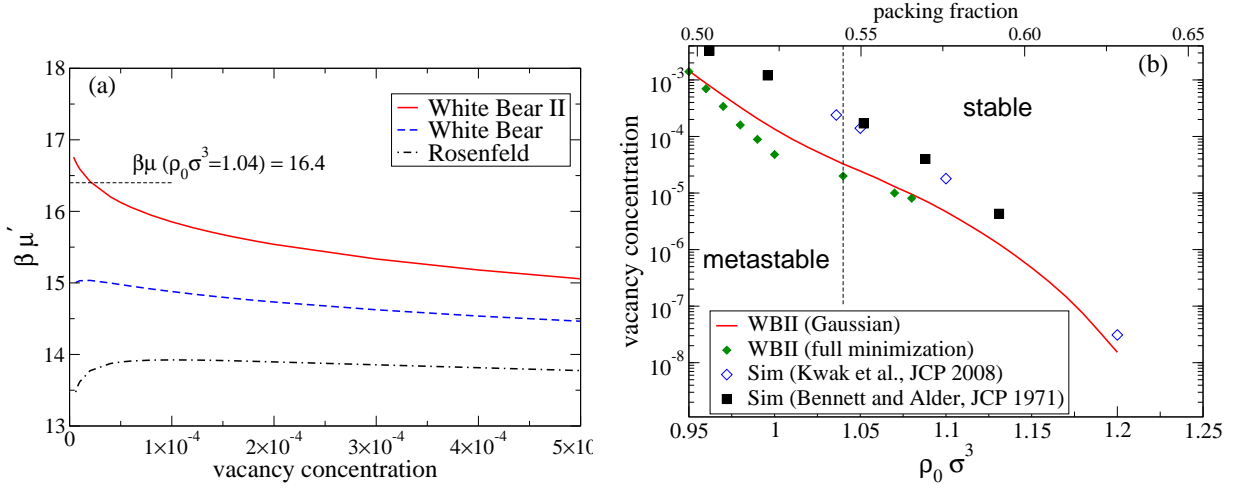 (a)
18
17
16
15
14
13
β μ′
White Bear II
White Bear
Rosenfeld
βμ (ρ₀σ³=1.04) = 16.4
0 1×10⁻⁴ 2×10⁻⁴ 3×10⁻⁴ 4×10⁻⁴ 5×10⁻⁴
vacancy concentration
packing fraction
0.50 0.55 0.60 0.65
(b)
10⁻³
10⁻⁴
10⁻⁵
10⁻⁶
10⁻⁷
10⁻⁸
vacancy concentration
stable
metastable
WBII (Gaussian)
WBII (full minimization)
Sim (Kwak et al., JCP 2008)
Sim (Bennett and Alder, JCP 1971)
0.95 1 1.05 1.1 1.15 1.2 1.25
ρ₀ σ³